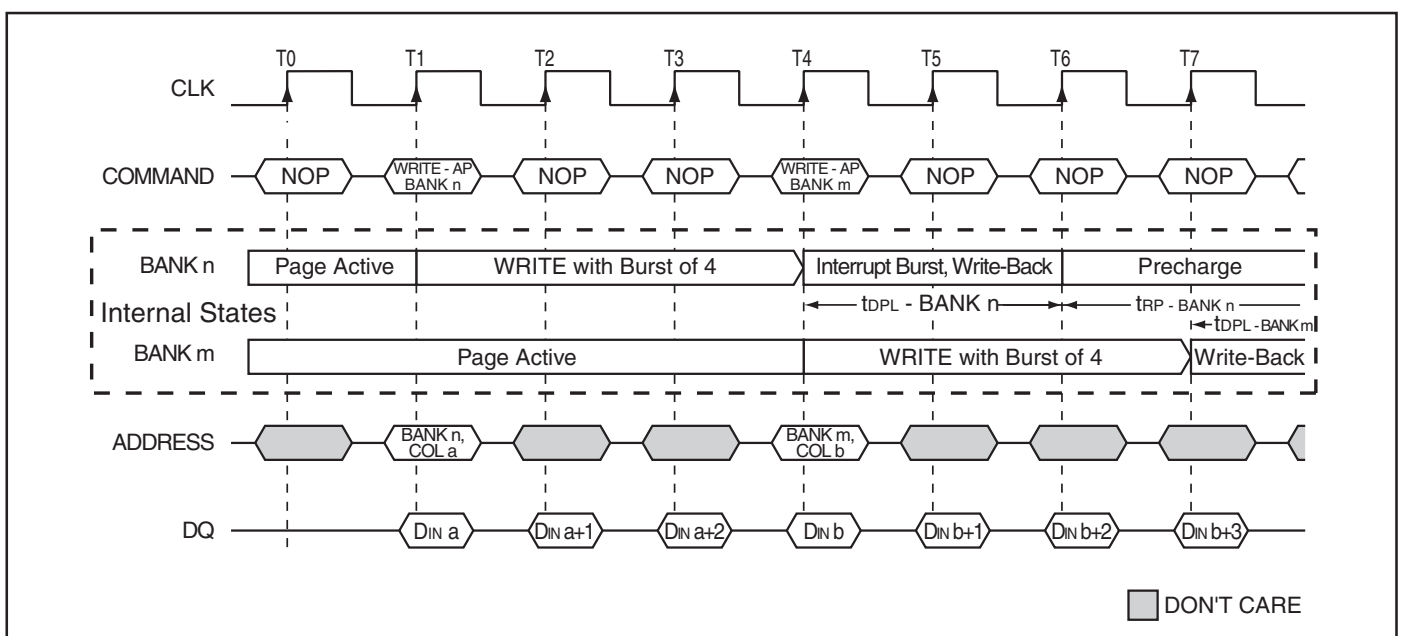 T0 T1 T2 T3 T4 T5 T6 T7
CLK
COMMAND NOP WRITE - AP BANK n NOP NOP WRITE - AP BANK m NOP NOP NOP
BANK n Page Active WRITE with Burst of 4 Interrupt Burst, Write-Back Precharge
Internal States tDPL - BANK n tRP - BANK n
tDPL - BANK m
BANK m Page Active WRITE with Burst of 4 Write-Back
ADDRESS BANK n, COL a BANK m, COL b
DQ DIN a DIN a+1 DIN a+2 DIN b DIN b+1 DIN b+2 DIN b+3
DON'T CARE